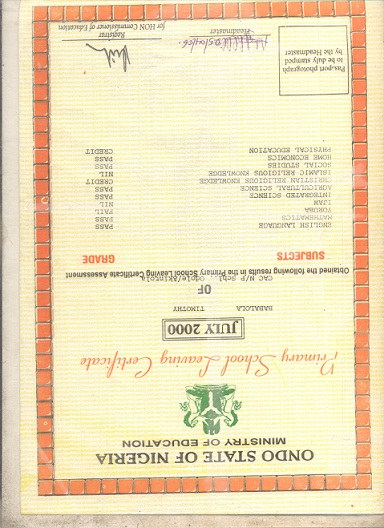 ONDO STATE OF NIGERIA
MINISTRY OF EDUCATION
Primary School Leaving Certificate
JULY 2000
BABALOLA TIMOTHY
OF
CAC N/P Schl.
Obtained the following results in the Primary School Leaving Certificate Assessment
SUBJECTS GRADE
ENGLISH LANGUAGE PASS
MATHEMATICS PASS
YORUBA FAIL
IJAW NIL
INTEGRATED SCIENCE PASS
AGRICULTURAL SCIENCE PASS
CHRISTIAN RELIGIOUS KNOWLEDGE CREDIT
ISLAMIC RELIGIOUS KNOWLEDGE NIL
SOCIAL STUDIES PASS
HOME ECONOMICS PASS
PHYSICAL EDUCATION CREDIT
Pas-port photograph
to be duly stamped
by the Headmaster
Headmaster
Registrar
for HON Commissioner of Education